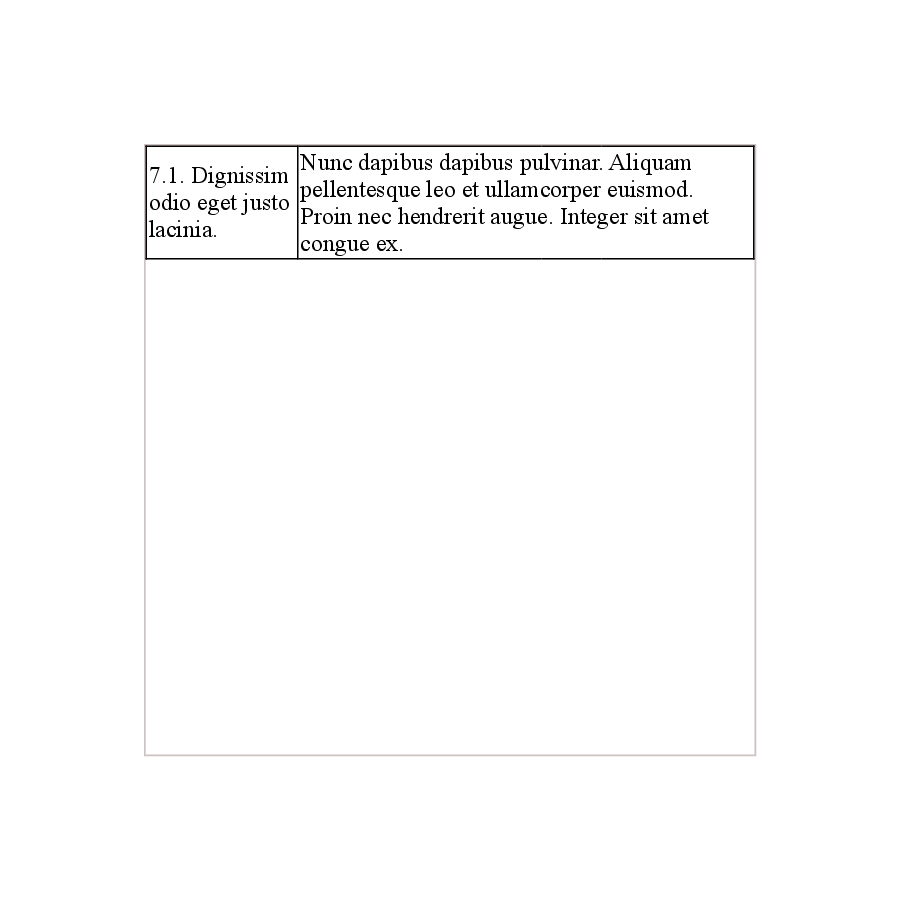 7.1. Dignissim
odio eget justo
lacinia.
Nunc dapibus dapibus pulvinar. Aliquam
pellentesque leo et ullamcorper euismod.
Proin nec hendrerit augue. Integer sit amet
congue ex.